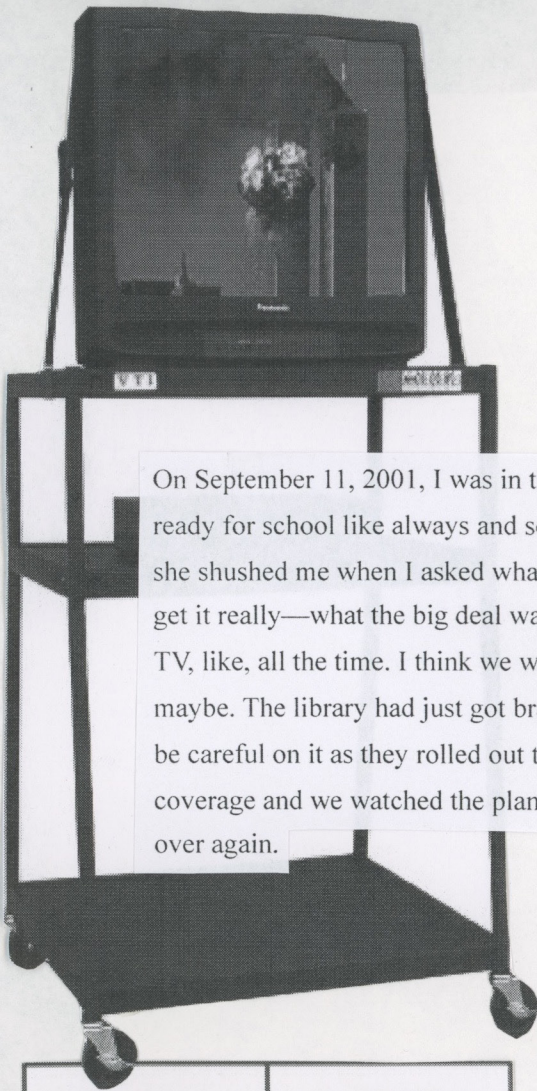 Panasonic
VTI
On September 11, 2001, I was in t
ready for school like always and s
she shushed me when I asked wha
get it really—what the big deal wa
TV, like, all the time. I think we w
maybe. The library had just got br
be careful on it as they rolled out t
coverage and we watched the plan
over again.